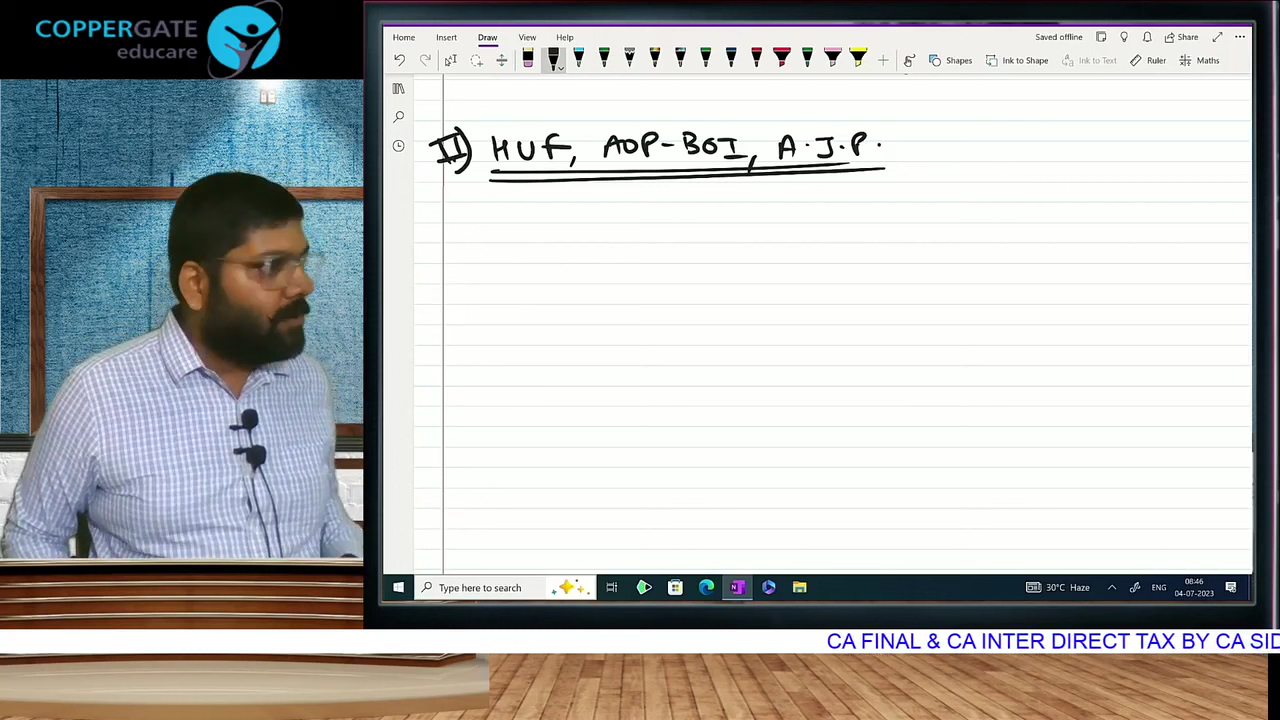 COPPERGATE
educare
Home Insert Draw View Help
Saved offline
Share
Shapes Ink to Shape Ink to Text Ruler Maths
II) HUF, AOP-BOI, A.J.P.
Type here to search
30°C Haze
ENG
08:46
04-07-2023
CA FINAL & CA INTER DIRECT TAX BY CA SID